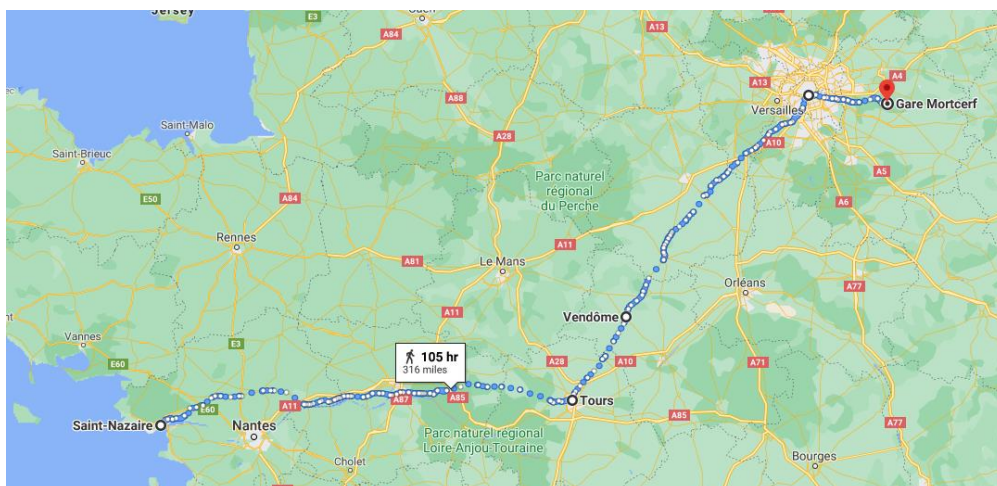 Jersey
Caen
E3
A84
A13
A4
A13
Gare Mortcerf
Versailles
A88
Saint-Malo
A28
A10
Saint-Brieuc
A5
Parc naturel
régional
du Perche
A6
E50
A84
Rennes
A11
A81
Le Mans
A77
Orléans
A11
Vendôme
Vannes
E3
A28
A10
105 hr
316 miles
E60
A71
E60
A11
A87
A85
Tours
A85
Saint-Nazaire
Nantes
A77
Parc naturel régional
Loire-Anjou-Touraine
Cholet
Bourges